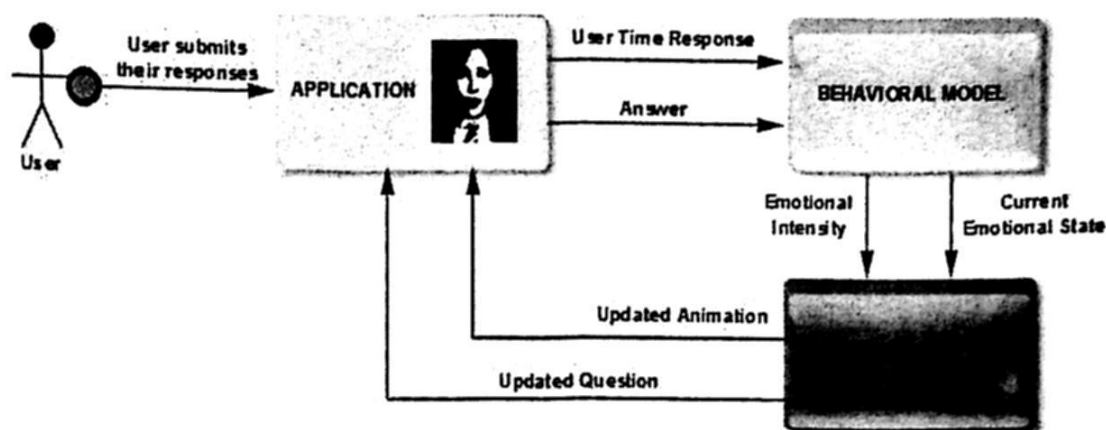 User submits
their responses
User
APPLICATION
User Time Response
Answer
BEHAVIORAL MODEL
Emotional
Intensity
Current
Emotional State
Updated Animation
Updated Question